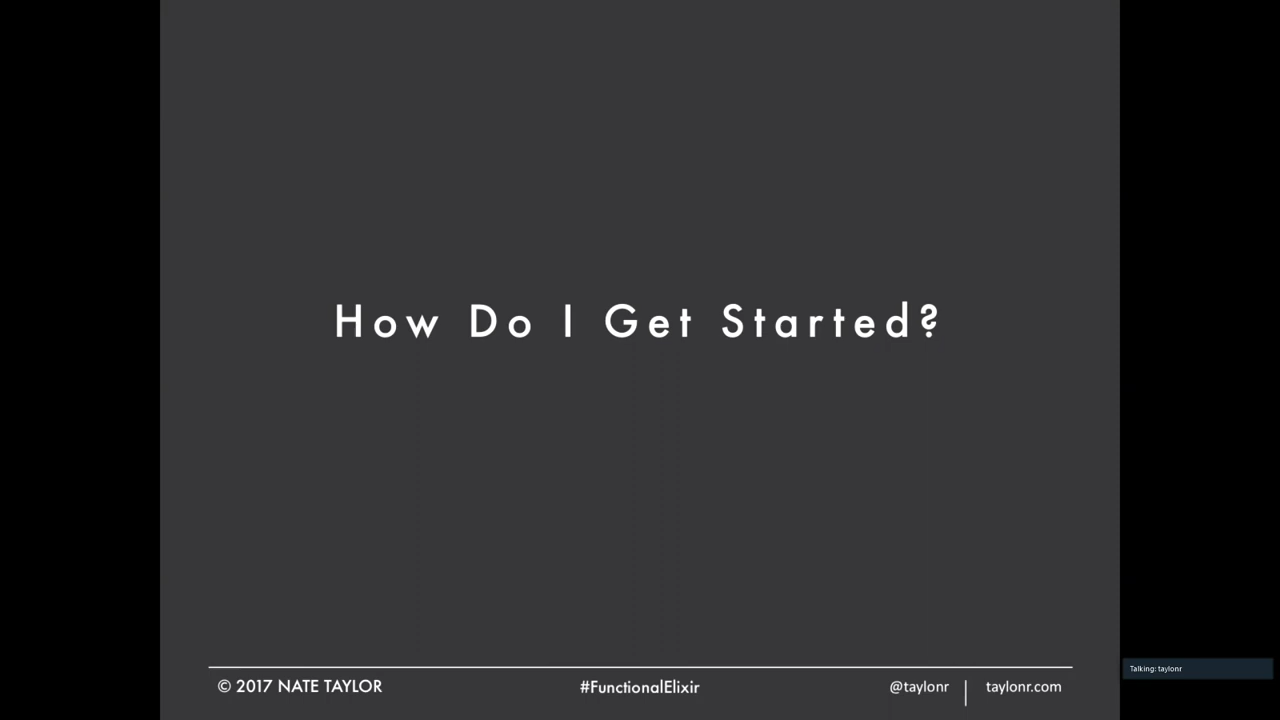 How Do I Get Started?
© 2017 NATE TAYLOR #FunctionalElixir @taylonr | taylonr.com
Talking: taylonr